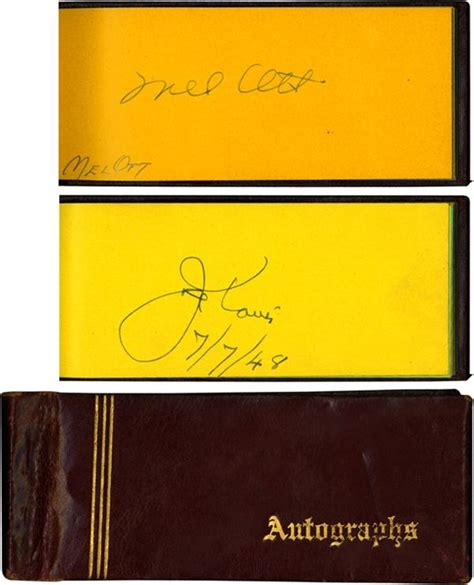 Mel Ott
MEL OTT
Joe Louis
7/7/48
Autographs